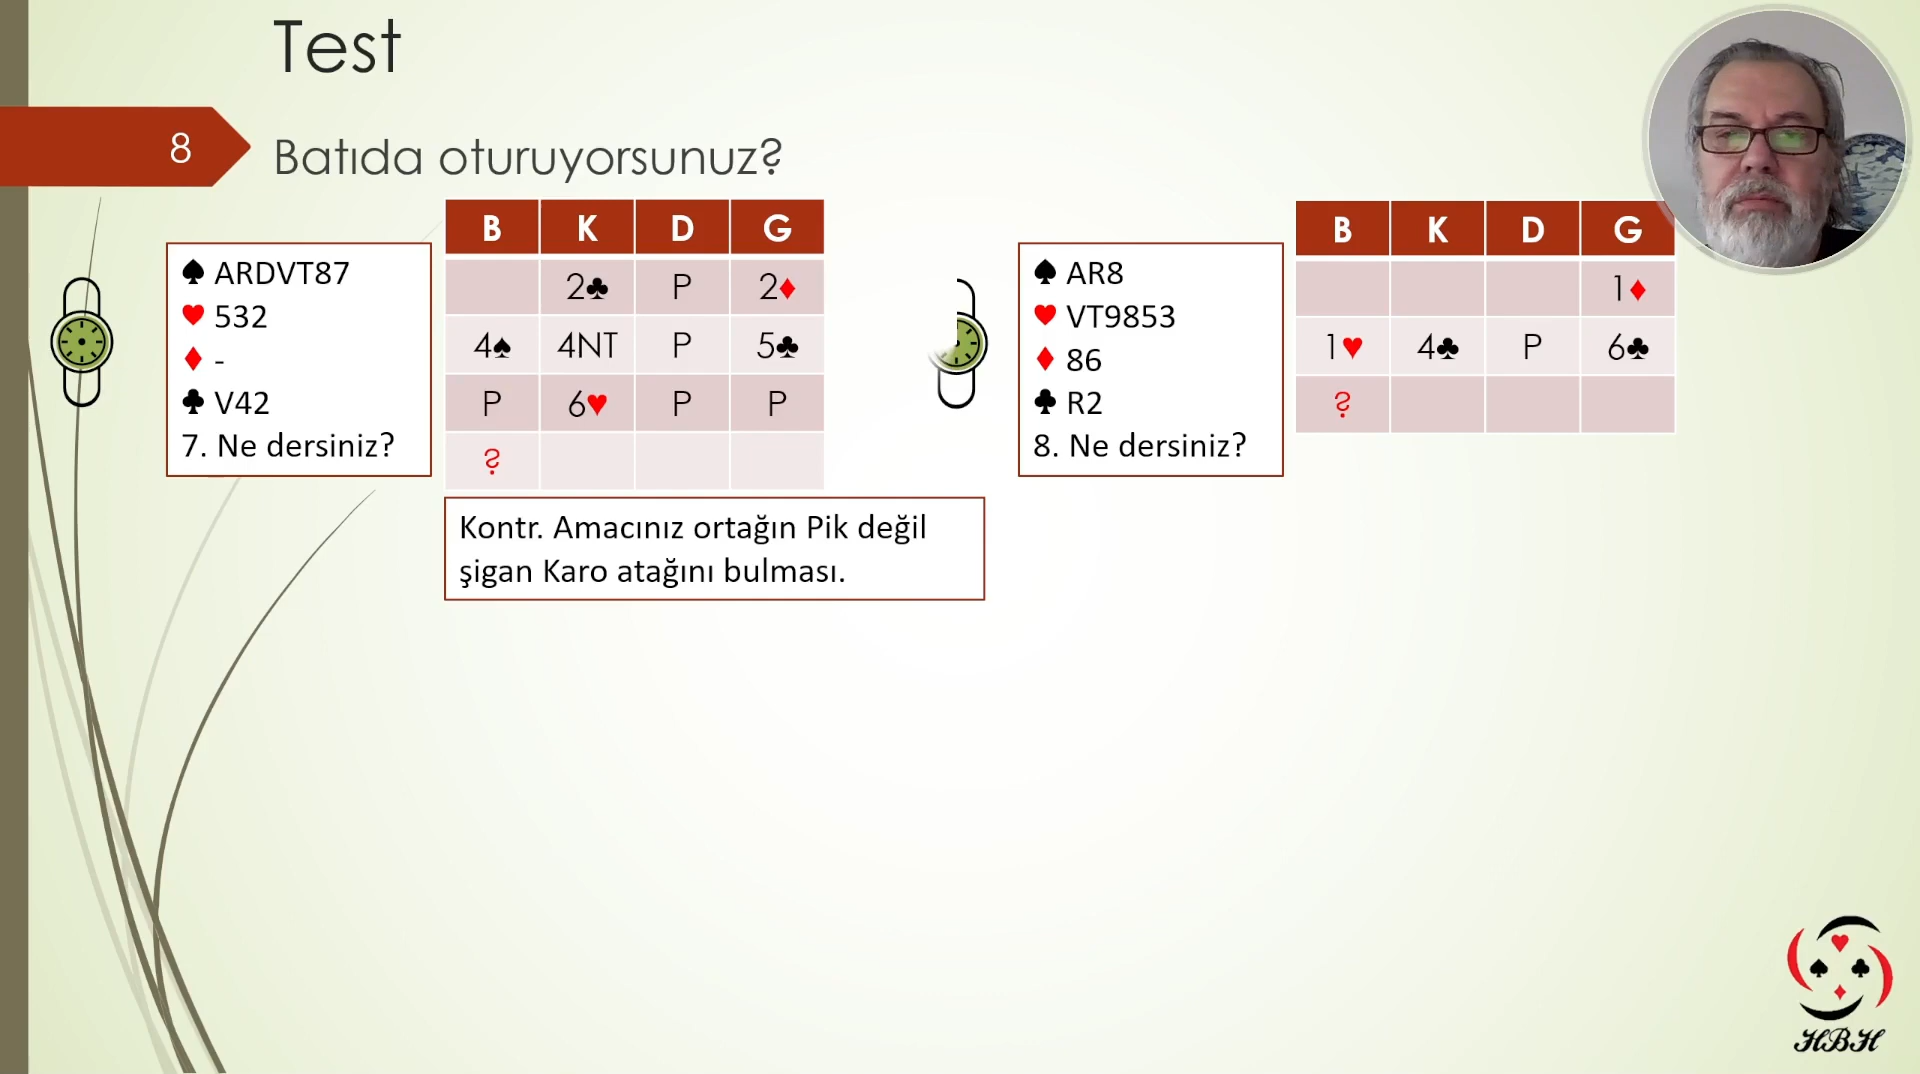 Test
8
Batıda oturuyorsunuz?
B K D G
2♣ P 2♦
4♠ 4NT P 5♣
P 6♥ P P
?
♠ ARDVT87
♥ 532
♦ -
♣ V42
7. Ne dersiniz?
Kontr. Amacınız ortağın Pik değil
şigan Karo atağını bulması.
B K D G
1♦
1♥ 4♣ P 6♣
?
♠ AR8
♥ VT9853
♦ 86
♣ R2
8. Ne dersiniz?
HBH